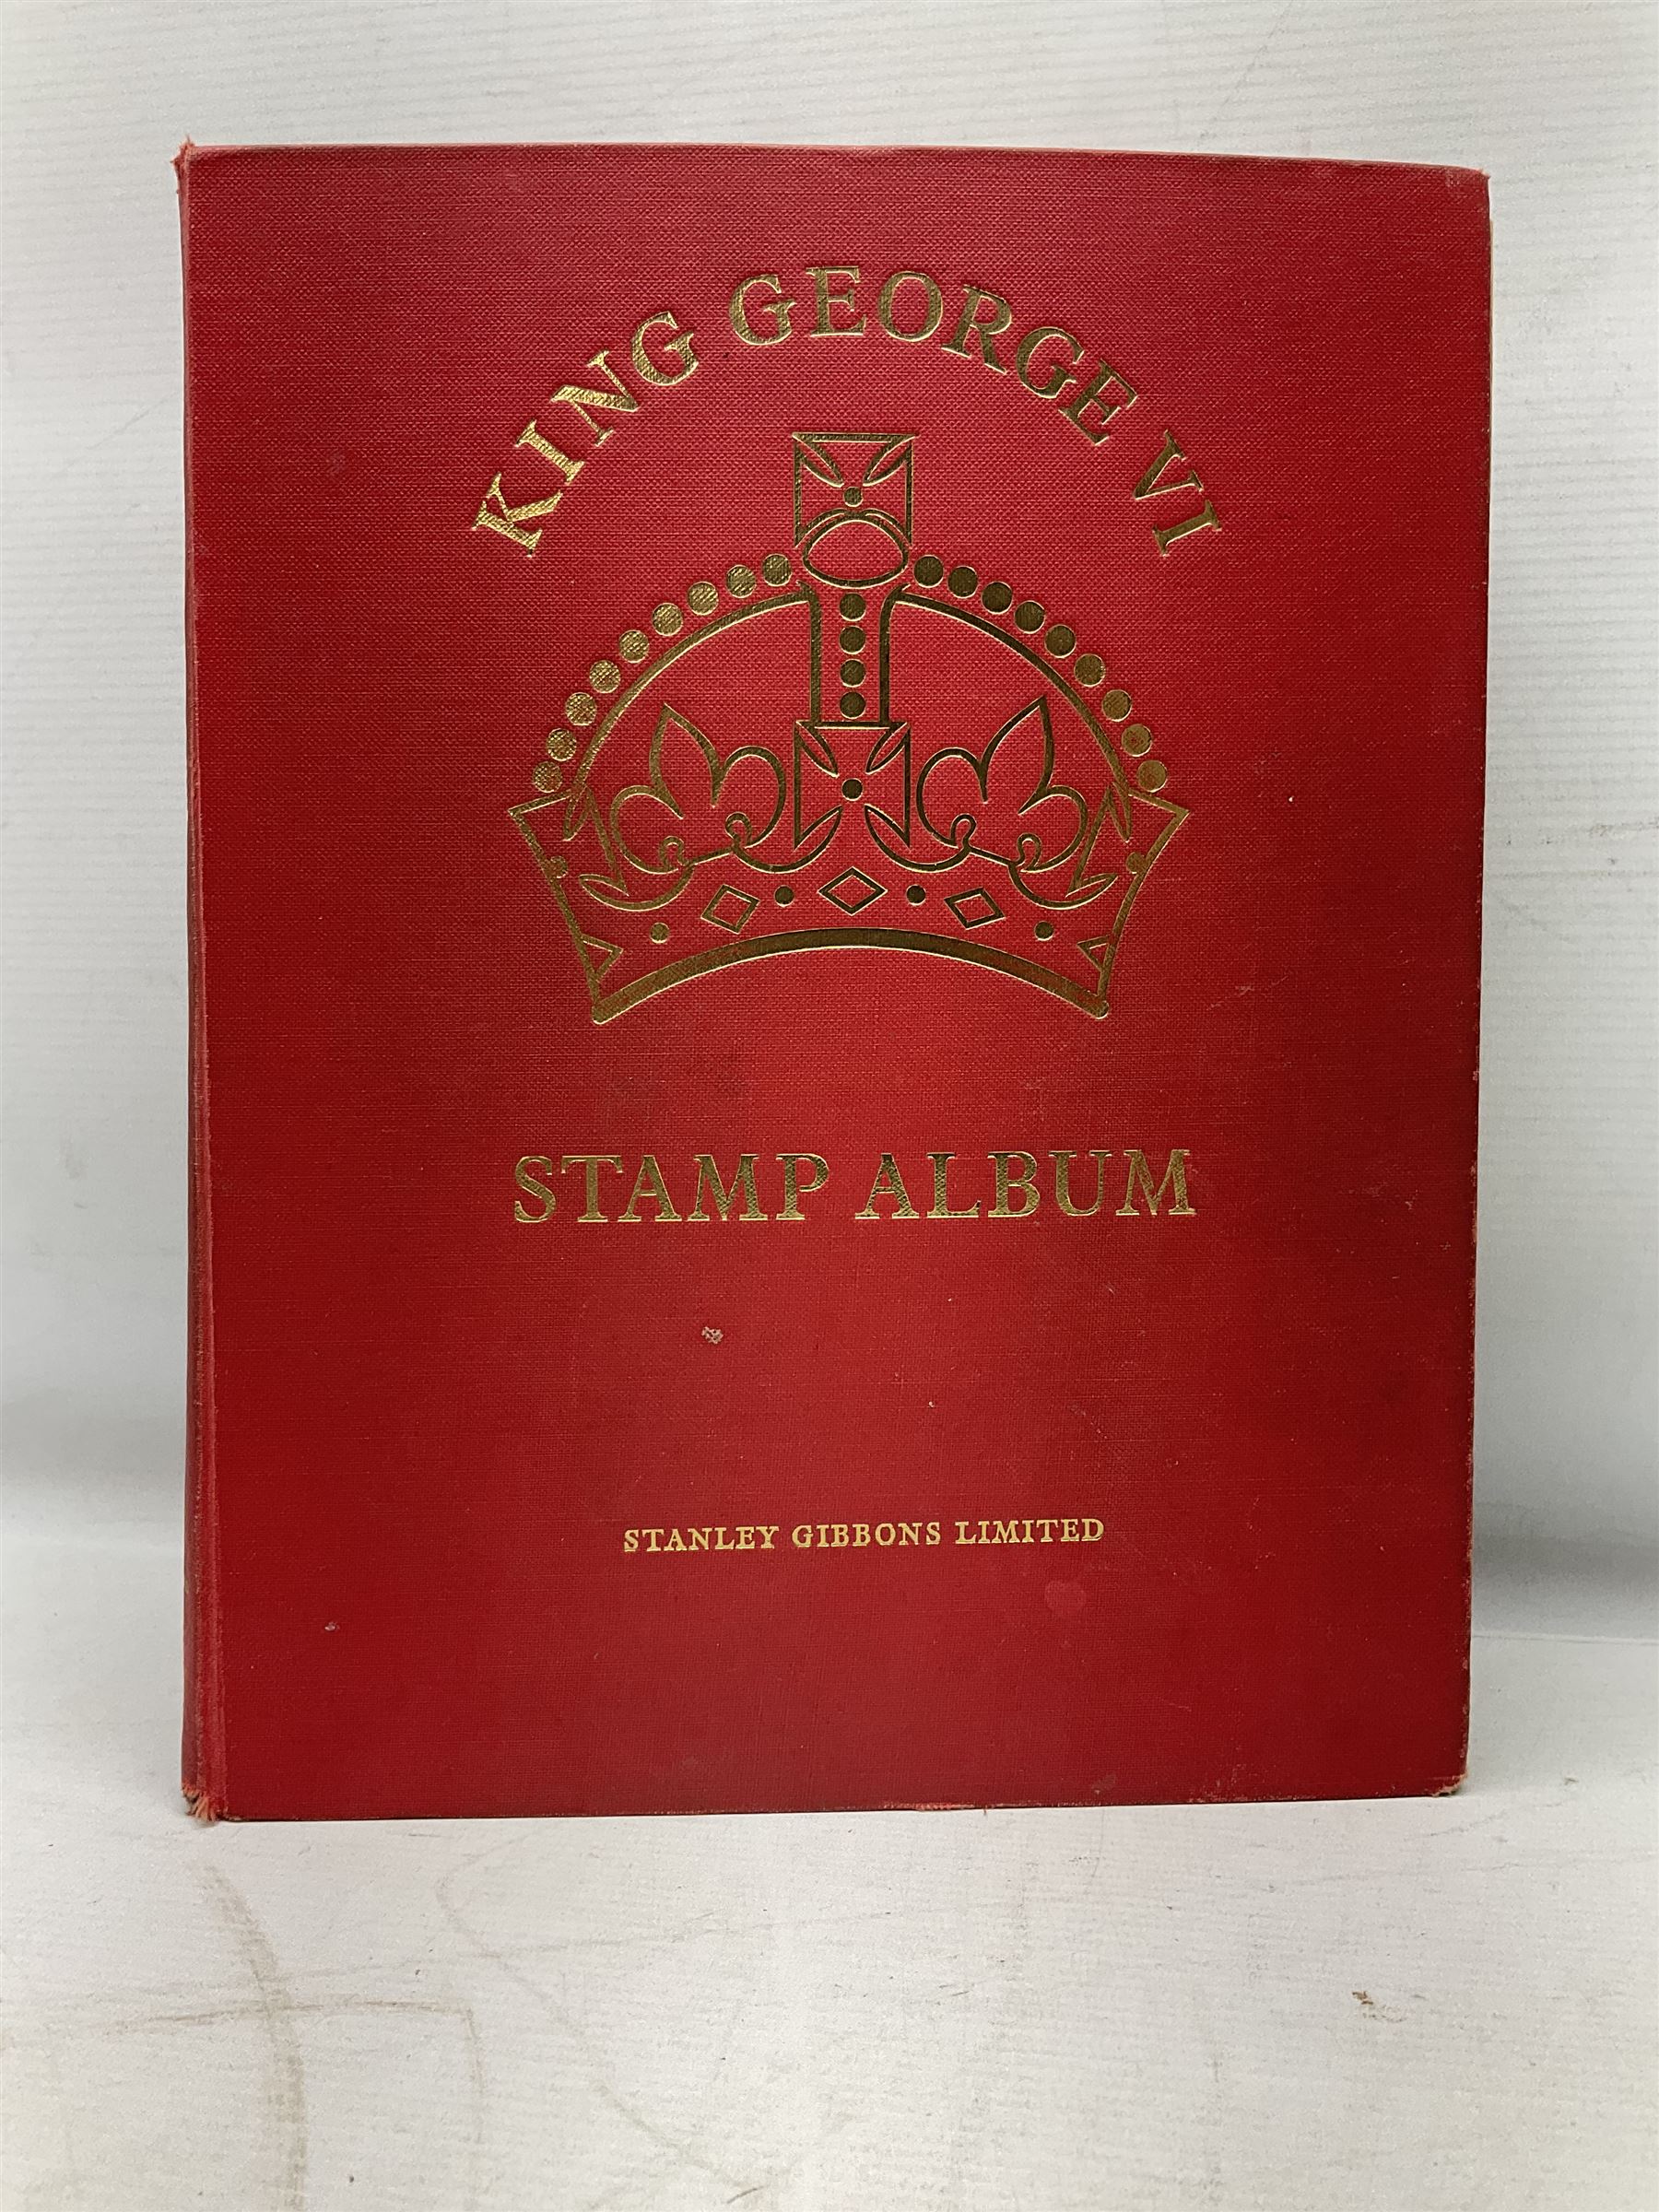 KING GEORGE VI
STAMP ALBUM
STANLEY GIBBONS LIMITED